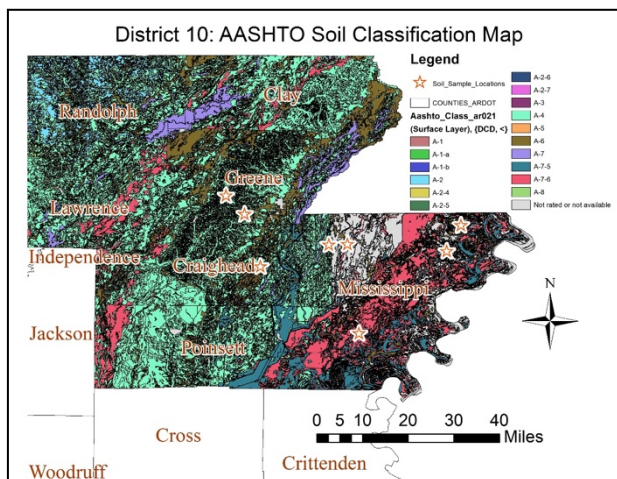 District 10: AASHTO Soil Classification Map
Legend
Soil_Sample_Locations
COUNTIES_ARDOT
Aashto_Class_ar021
(Surface Layer), {DCD, <}
A-1
A-1-a
A-1-b
A-2
A-2-4
A-2-5
A-2-6
A-2-7
A-3
A-4
A-5
A-6
A-7
A-7-5
A-7-6
A-8
Not rated or not available
Randolph
Clay
Greene
Lawrence
Independence
Craighead
Mississippi
Jackson
Poinsett
N
0 5 10 20 30 40
Miles
Cross
Woodruff
Crittenden